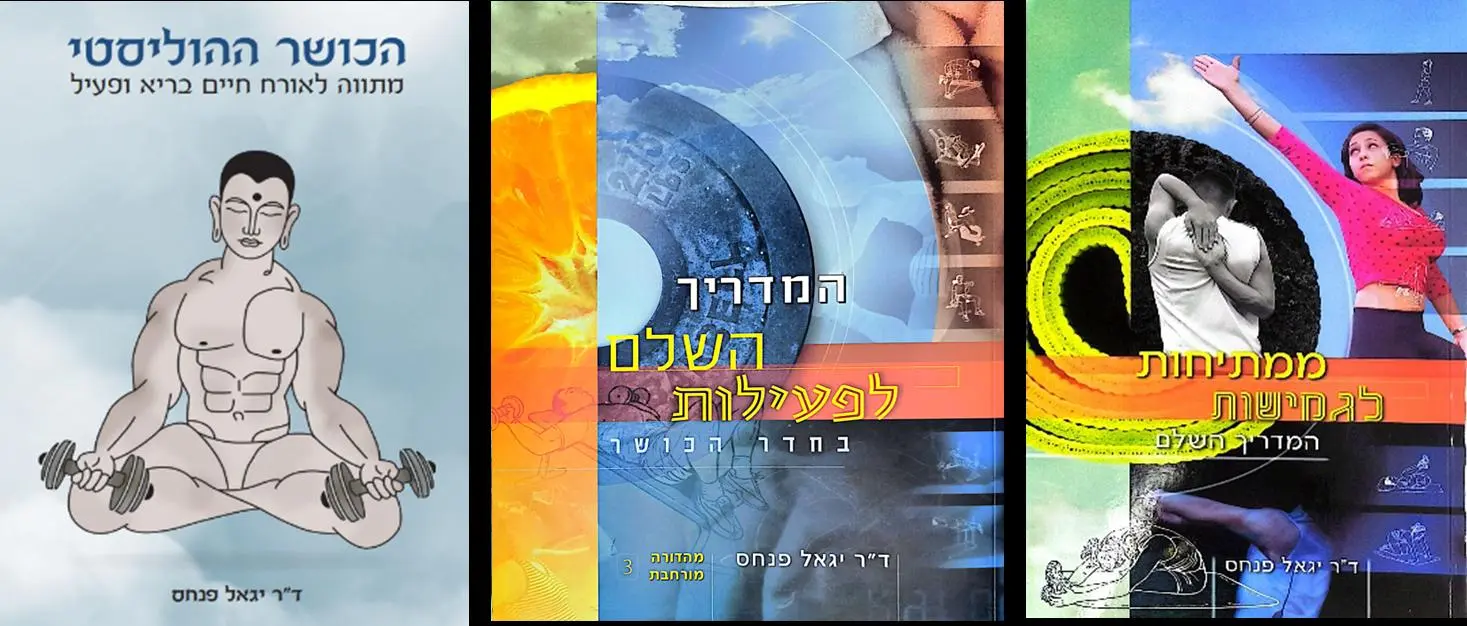 הכושר ההוליסטי
מתווה לאורח חיים בריא ופעיל
ד״ר יגאל פנחס
המדריך
השלם
לפעילות
בחדר הכושר
ד״ר יגאל פנחס
מהדורה
מורחבת
3
ממתיחות
לגמישות
המדריך השלם
ד״ר יגאל פנחס